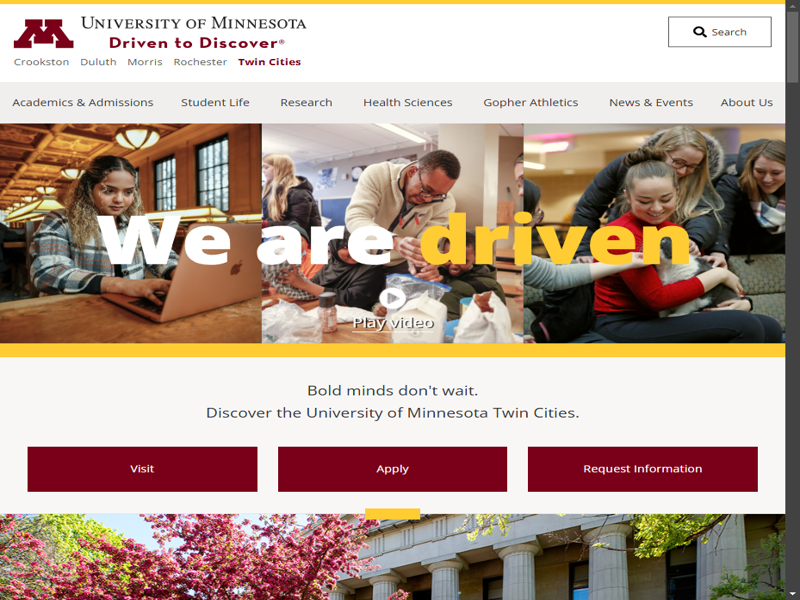 University of Minnesota
Driven to Discover®
Crookston Duluth Morris Rochester Twin Cities
Search
Academics & Admissions Student Life Research Health Sciences Gopher Athletics News & Events About Us
We are driven
Play video
Bold minds don't wait.
Discover the University of Minnesota Twin Cities.
Visit Apply Request Information